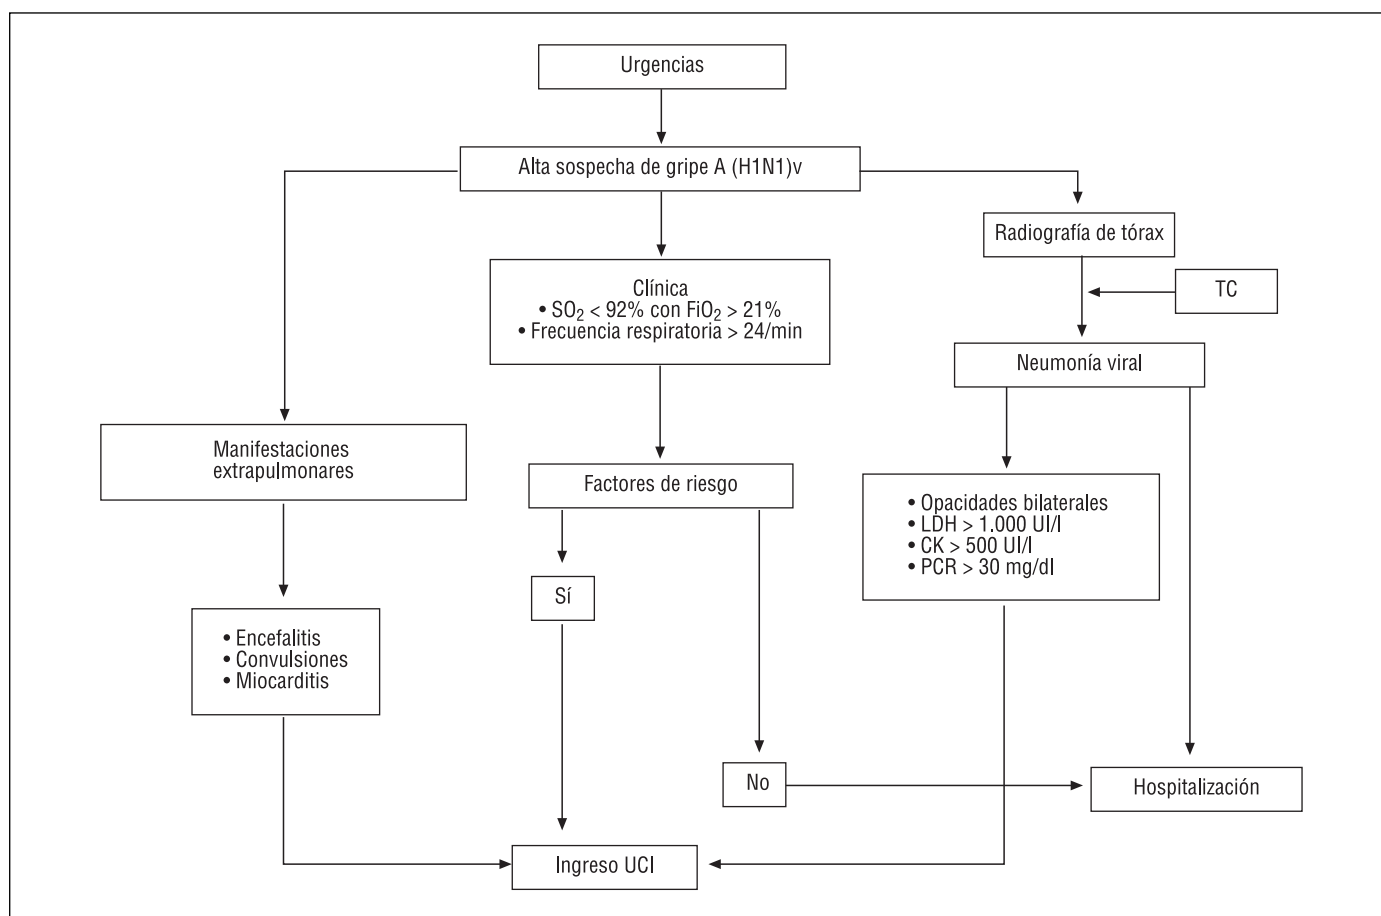 Urgencias
Alta sospecha de gripe A (H1N1)v
Radiografía de tórax
TC
Clínica
• SO₂ < 92% con FiO₂ > 21%
• Frecuencia respiratoria > 24/min
Neumonía viral
Manifestaciones
extrapulmonares
Factores de riesgo
• Opacidades bilaterales
• LDH > 1.000 UI/l
• CK > 500 UI/l
• PCR > 30 mg/dl
Sí
• Encefalitis
• Convulsiones
• Miocarditis
No
Hospitalización
Ingreso UCI